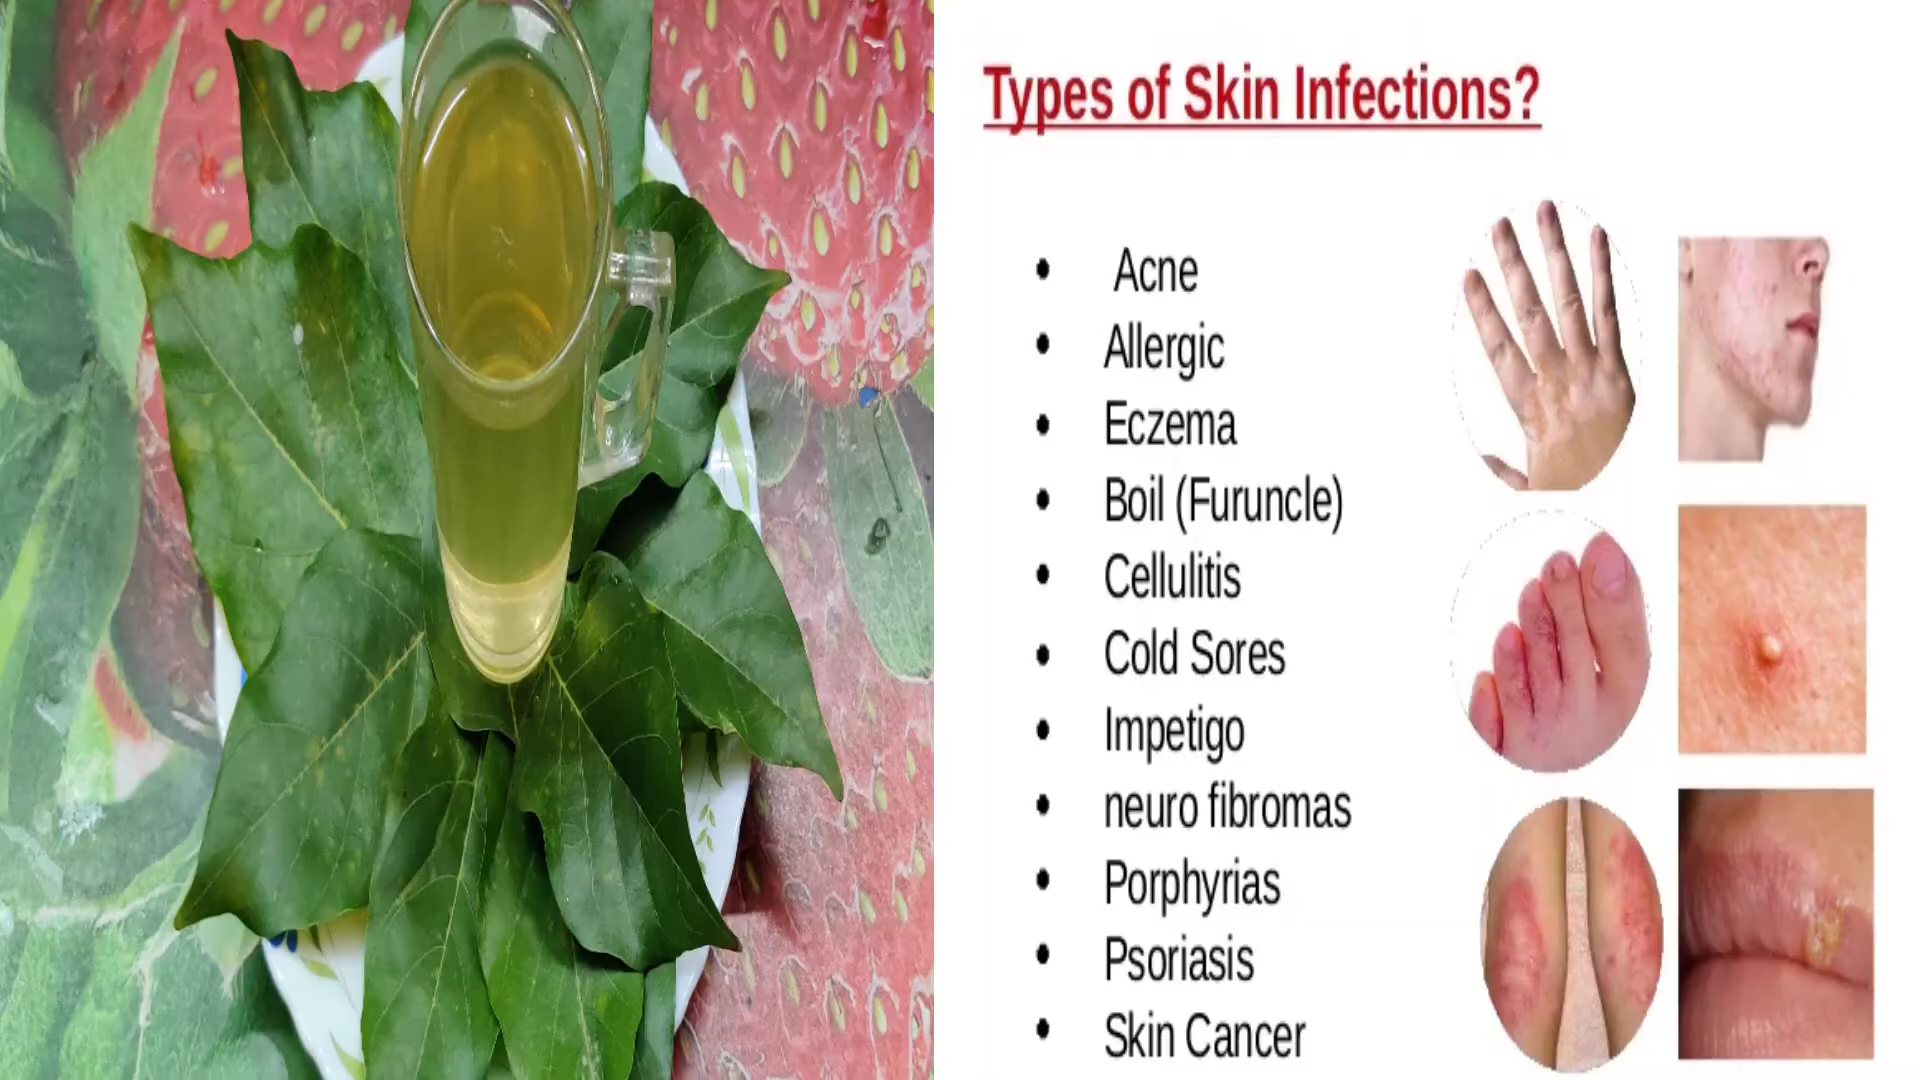 Types of Skin Infections?
• Acne
• Allergic
• Eczema
• Boil (Furuncle)
• Cellulitis
• Cold Sores
• Impetigo
• neuro fibromas
• Porphyrias
• Psoriasis
• Skin Cancer